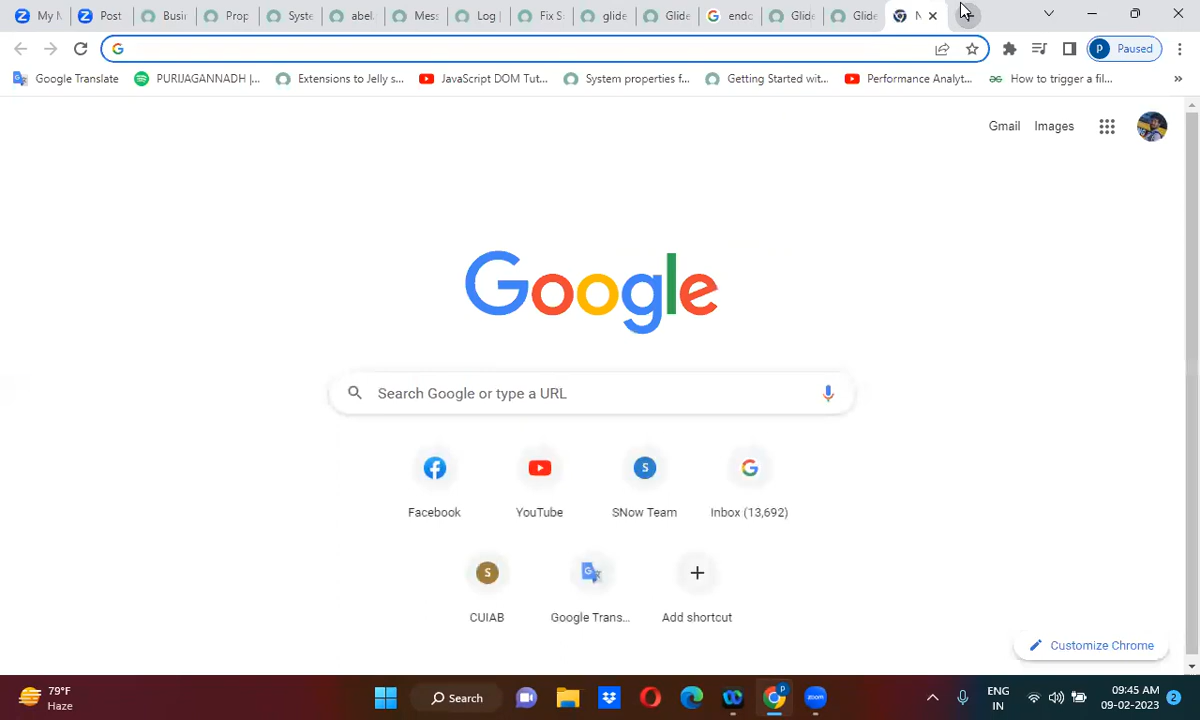 My N
Post
Busin
Prop
Syste
abel
Mess
Log |
Fix S
glide
Glide
endc
Glide
Glide
N
Paused
Google Translate
PURIJAGANNADH |...
Extensions to Jelly s...
JavaScript DOM Tut...
System properties f...
Getting Started wit...
Performance Analyt...
How to trigger a fil...
»
Gmail
Images
Google
Search Google or type a URL
Facebook
YouTube
S
SNow Team
Inbox (13,692)
S
CUIAB
Google Trans...
Add shortcut
Customize Chrome
79°F
Haze
Search
ENG
IN
09:45 AM
09-02-2023
2